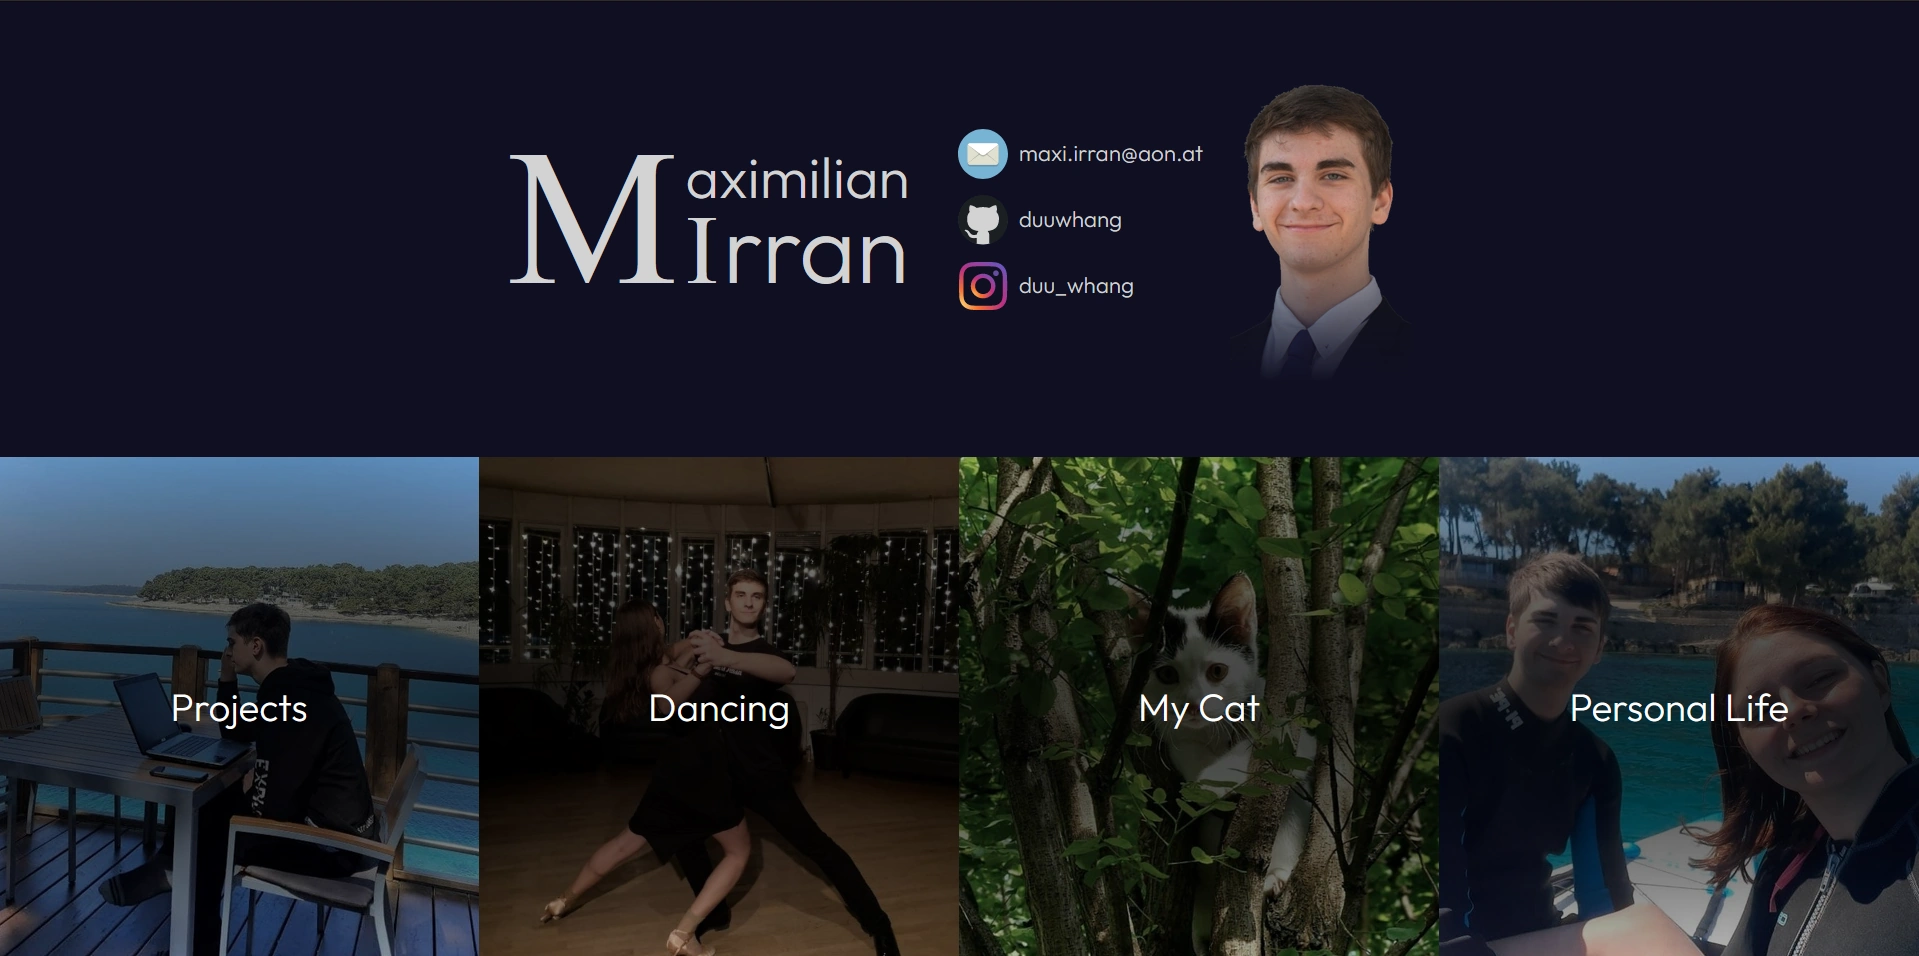 Maximilian
Irran
maxi.irran@aon.at
duuwhang
duu_whang
Projects
Dancing
My Cat
Personal Life